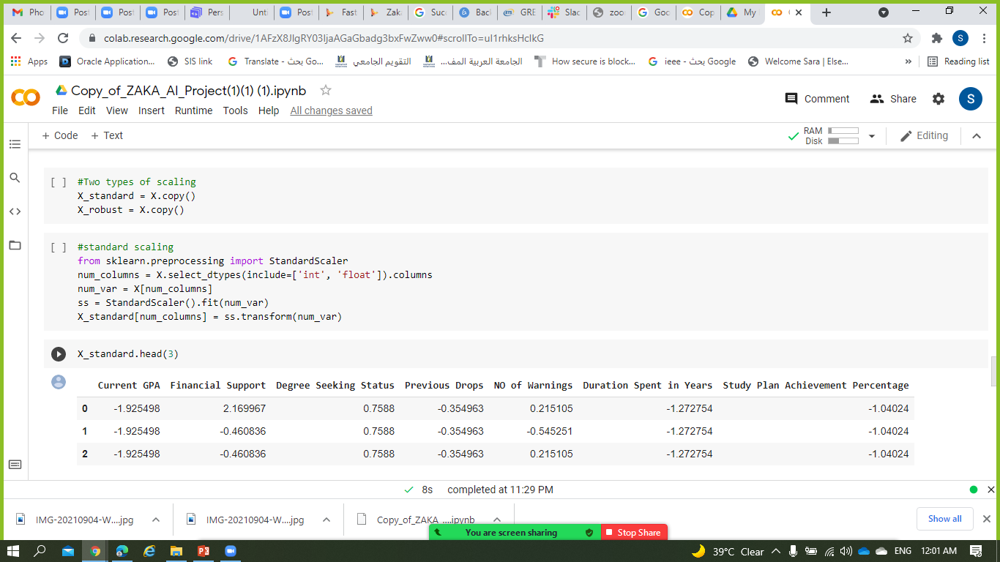 Pho Post Post Post Pers Unti Post Fast Zak Suc Bac GRE Slac zoo Goo Cop My
colab.research.google.com/drive/1AFzX8JlgRY03IjaAGaGbadg3bxFwZww0#scrollTo=ul1rhksHclkG
S
Apps Oracle Application... SIS link Translate - بحث Go... التقويم الجامعي الجامعة العربية المف... How secure is block... ieee - بحث Google Welcome Sara | Else... » Reading list
Copy_of_ZAKA_AI_Project(1)(1) (1).ipynb
Comment Share S
File Edit View Insert Runtime Tools Help All changes saved
+ Code + Text RAM Disk Editing
[ ] #Two types of scaling
X_standard = X.copy()
X_robust = X.copy()
[ ] #standard scaling
from sklearn.preprocessing import StandardScaler
num_columns = X.select_dtypes(include=['int', 'float']).columns
num_var = X[num_columns]
ss = StandardScaler().fit(num_var)
X_standard[num_columns] = ss.transform(num_var)
X_standard.head(3)
Current GPA Financial Support Degree Seeking Status Previous Drops NO of Warnings Duration Spent in Years Study Plan Achievement Percentage
0 -1.925498 2.169967 0.7588 -0.354963 0.215105 -1.272754 -1.04024
1 -1.925498 -0.460836 0.7588 -0.354963 -0.545251 -1.272754 -1.04024
2 -1.925498 -0.460836 0.7588 -0.354963 0.215105 -1.272754 -1.04024
8s completed at 11:29 PM
IMG-20210904-W....jpg IMG-20210904-W....jpg Copy_of_ZAKA_....ipynb Show all
You are screen sharing Stop Share
39°C Clear ENG 12:01 AM